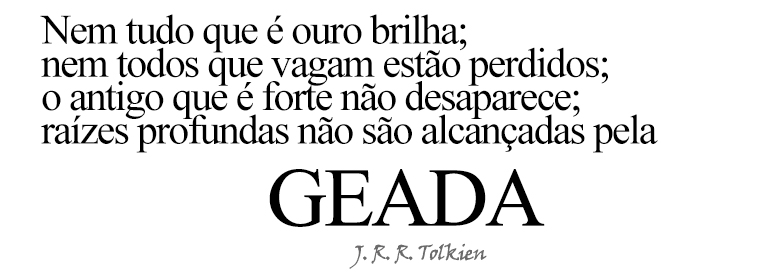 Nem tudo que é ouro brilha;
nem todos que vagam estão perdidos;
o antigo que é forte não desaparece;
raízes profundas não são alcançadas pela
GEADA
J. R. R. Tolkien